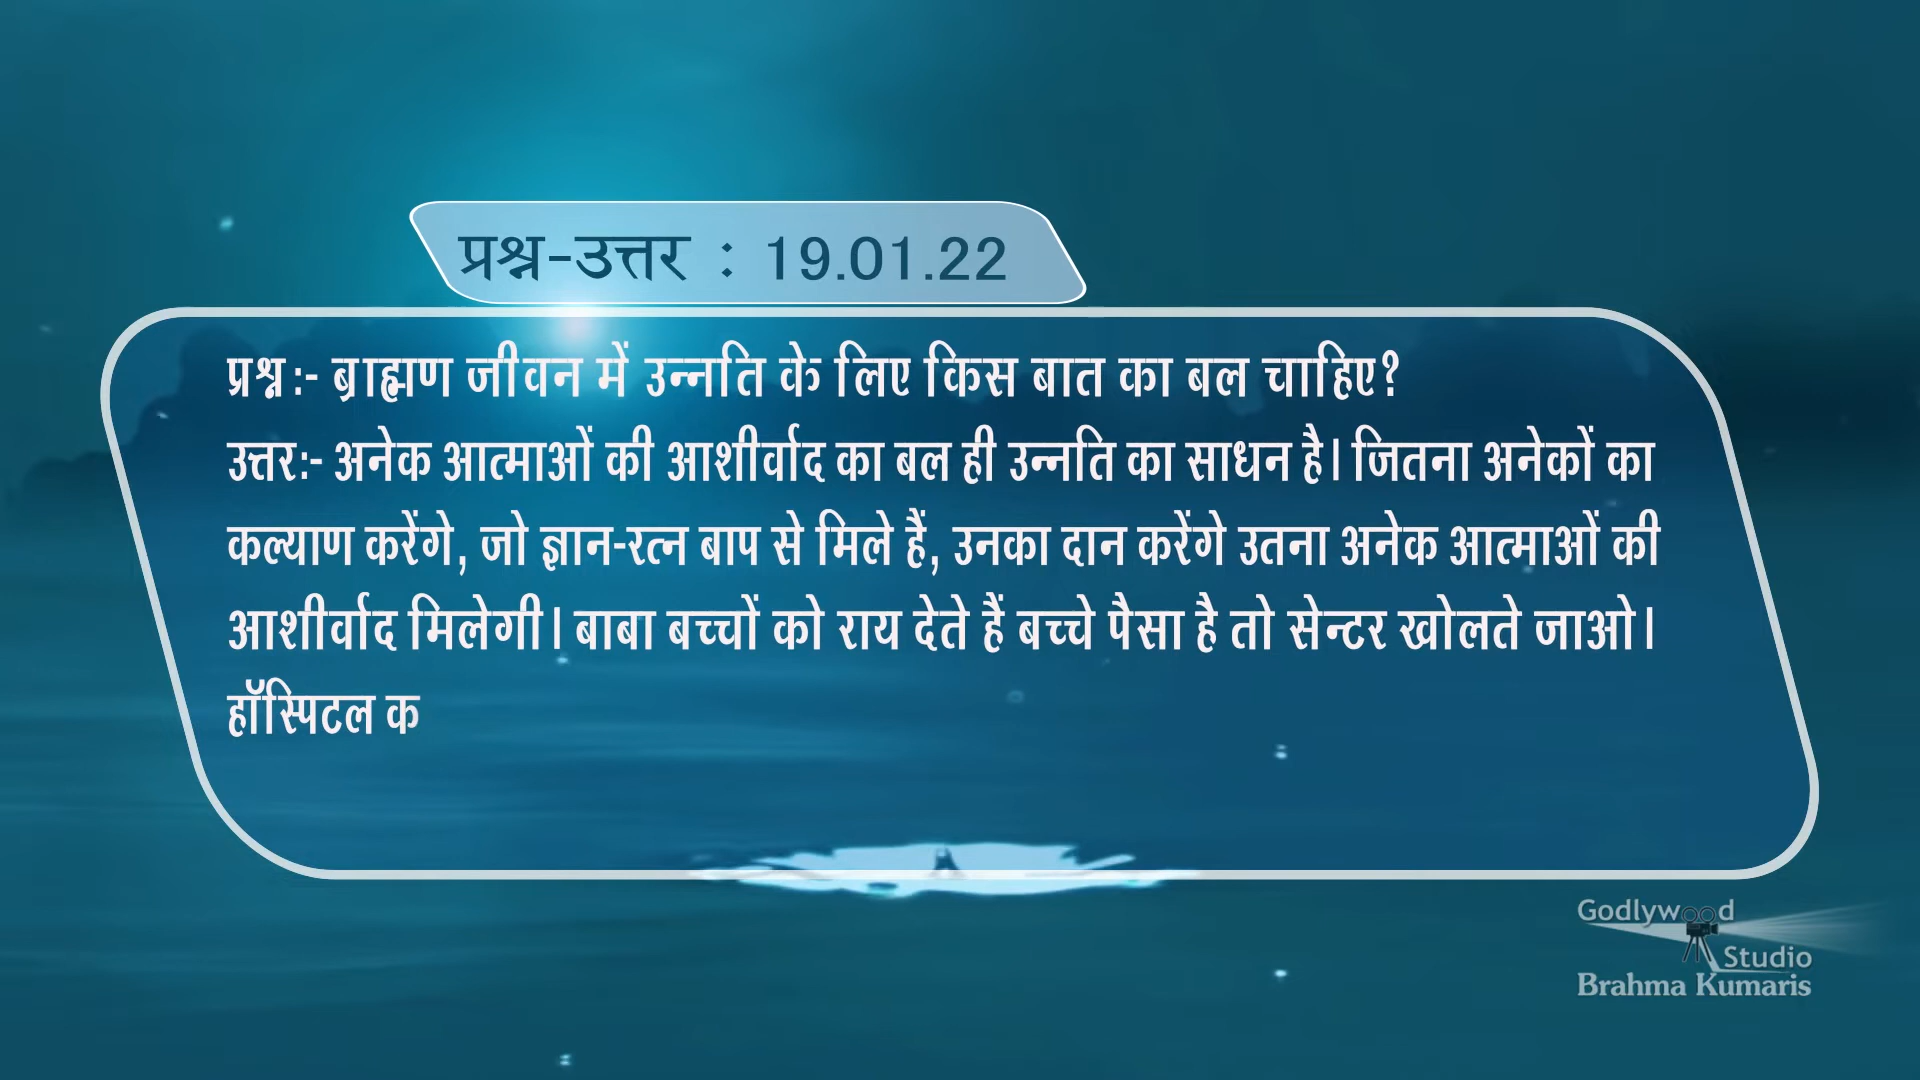 प्रश्न-उत्तर : 19.01.22
प्रश्न:- ब्राह्मण जीवन में उन्नति के लिए किस बात का बल चाहिए?
उत्तर:- अनेक आत्माओं की आशीर्वाद का बल ही उन्नति का साधन है। जितना अनेकों का
कल्याण करेंगे, जो ज्ञान-रत्न बाप से मिले हैं, उनका दान करेंगे उतना अनेक आत्माओं की
आशीर्वाद मिलेगी। बाबा बच्चों को राय देते हैं बच्चे पैसा है तो सेन्टर खोलते जाओ।
हॉस्पिटल क
Godlywood
Studio
Brahma Kumaris